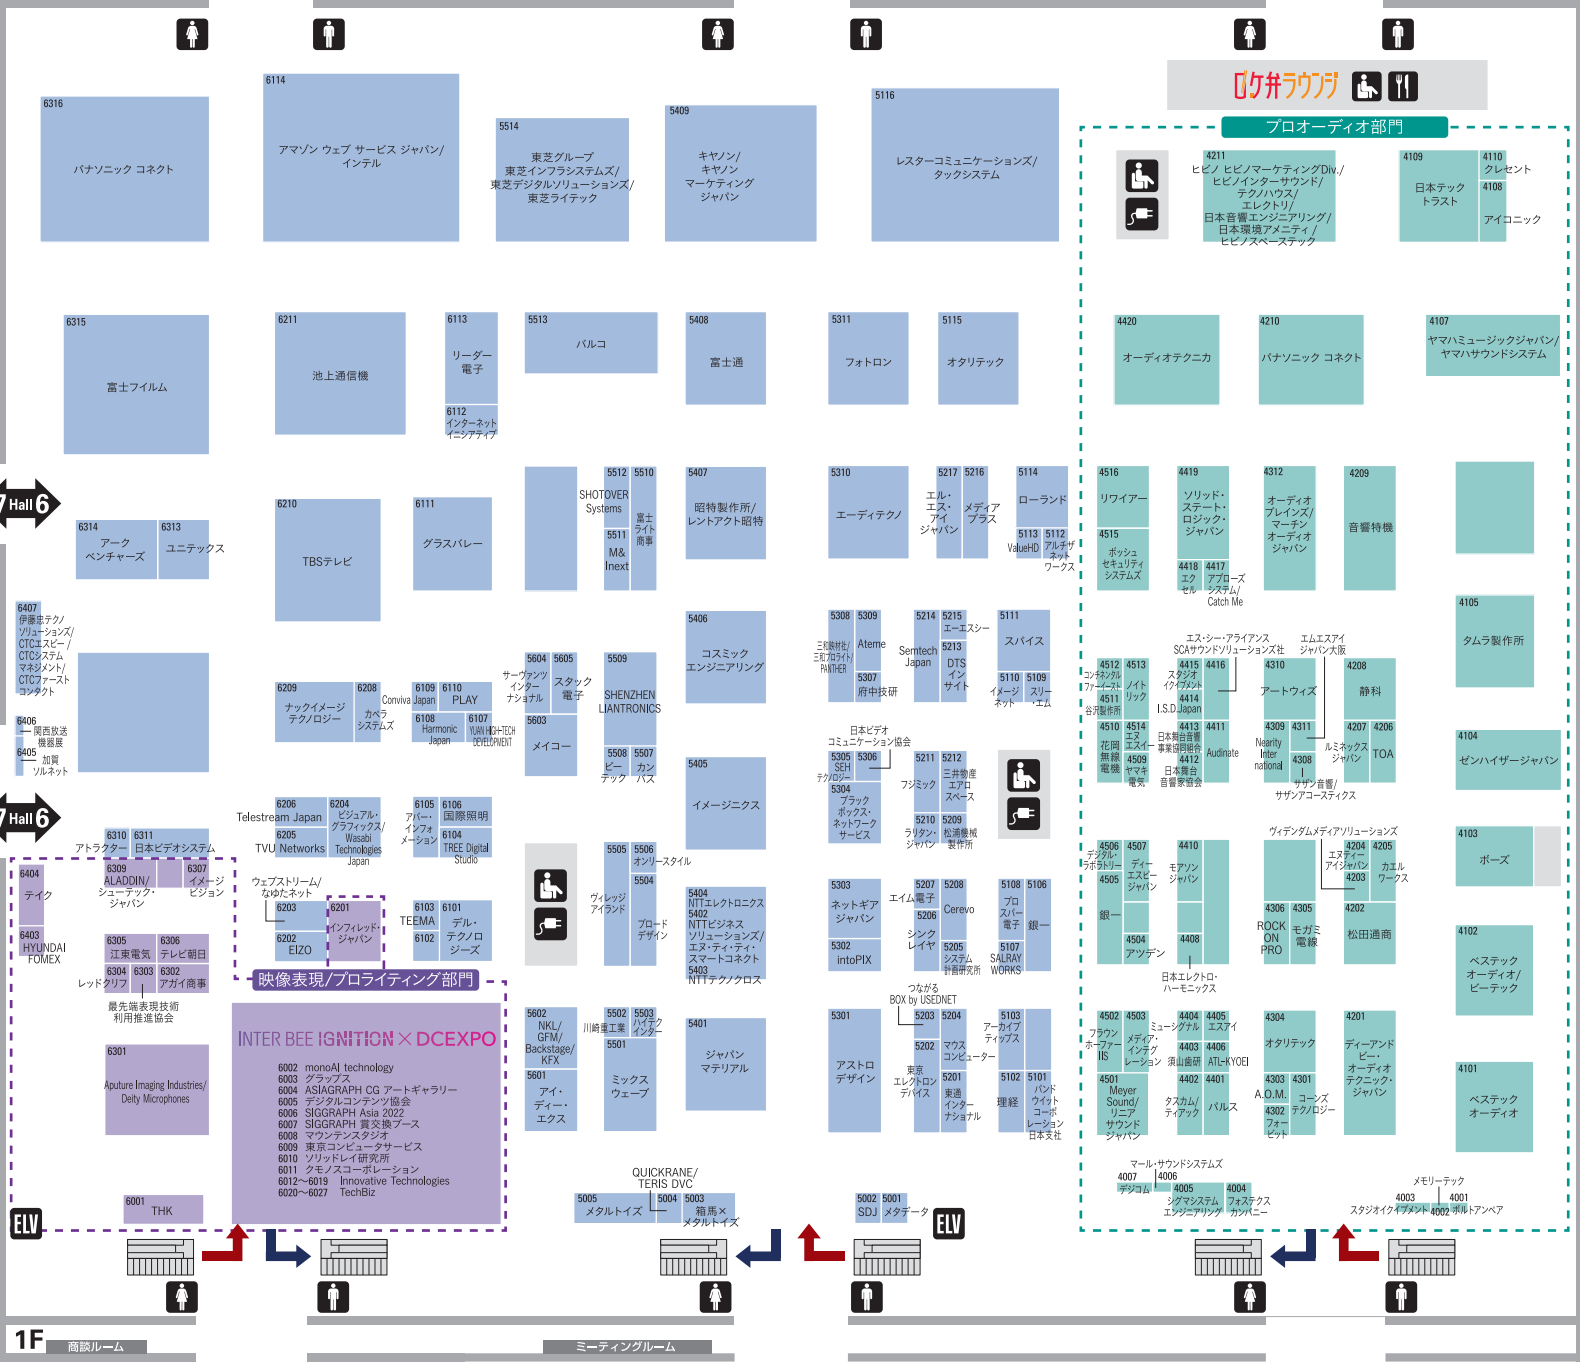 ロケ弁ラウンジ
プロオーディオ部門
6316
パナソニック コネクト
6114
アマゾン ウェブ サービス ジャパン/
インテル
5514
東芝グループ
東芝インフラシステムズ/
東芝デジタルソリューションズ/
東芝ライテック
5409
キヤノン/
キヤノン
マーケティング
ジャパン
5116
レスターコミュニケーションズ/
タックシステム
4211
ヒビノ ヒビノマーケティングDiv./
ヒビノインターサウンド/
テクノハウス/
エレクトリ/
日本音響エンジニアリング/
日本環境アメニティ/
ヒビノスペーステック
4109
日本テック
トラスト
4110
クレセント
4108
アイコニック
6315
富士フイルム
6211
池上通信機
6113
リーダー
電子
6112
インターネット
イニシアティブ
5513
パルコ
5408
富士通
5311
フォトロン
5115
オタリテック
4420
オーディオテクニカ
4210
パナソニック コネクト
4107
ヤマハミュージックジャパン/
ヤマハサウンドシステム
7 Hall 6
6314
アーク
ベンチャーズ
6313
ユニテックス
6210
TBSテレビ
6111
グラスバレー
5512
SHOTOVER
Systems
5511
M&
Inext
5510
富士
ライト
商事
5407
昭特製作所/
レントアクト昭特
5310
エーディテクノ
5217
エル・
エス・
アイ
ジャパン
5216
メディア
プラス
5114
ローランド
5113
ValueHD
5112
アルチザ
ネット
ワークス
4516
リワイアー
4515
ボッシュ
セキュリティ
システムズ
4419
ソリッド・
ステート・
ロジック・
ジャパン
4418
エク
セル
4417
アプローズ
システム/
Catch Me
4312
オーディオ
ブレインズ/
マーチン
オーディオ
ジャパン
4209
音響特機
4105
タムラ製作所
6407
伊藤忠テクノ
ソリューションズ/
CTCエスピー/
CTCシステム
マネジメント/
CTCファースト
コンタクト
6406
関西放送
機器展
6405
加賀
ソルネット
6209
ナックイメージ
テクノロジー
6208
カペラ
システムズ
6109
Conviva Japan
6110
PLAY
6108
Harmonic
Japan
6107
YUAN HIGH-TECH
DEVELOPMENT
5604
サーヴァンツ
インター
ナショナル
5605
スタック
電子
5603
メイコー
5509
SHENZHEN
LIANTRONICS
5508
ビー
テック
5507
カン
バス
5406
コスミック
エンジニアリング
5405
イメージニクス
5308
三和映材社/
三和プロライト/
PANTHER
5309
Ateme
5307
府中技研
5214
Semtech
Japan
5215
エーエスシー
5213
DTS
イン
サイト
5111
スパイス
5110
イメージ
ネット
5109
スリー
・エム
日本ビデオ
コミュニケーション協会
5305
SEH
テクノロジー
5306
5304
ブラック
ボックス・
ネットワーク
サービス
5211
フジミック
5212
三井物産
エアロ
スペース
5210
ラリタン・
ジャパン
5209
松浦機械
製作所
エス・シー・アライアンス
SCAサウンドソリューションズ社
エムエスアイ
ジャパン大阪
4512
コンチネンタル
ファーイースト
4513
ノイト
リック
4511
谷沢製作所
4510
花岡
無線
電機
4514
エヌ
エスイー
4509
ヤマキ
電気
4415
スタジオ
イクイプメント
4416
4414
I.S.D.Japan
4413
日本舞台音響
事業協同組合
4412
日本舞台
音響家協会
4411
Audinate
4310
アートウィズ
4309
Nearity
Inter
national
4311
4308
サザン音響/
サザンアコースティクス
4208
静科
4207
ルミネックス
ジャパン
4206
TOA
4104
ゼンハイザージャパン
7 Hall 6
6310
アトラクター
6311
日本ビデオシステム
6206
Telestream Japan
6205
TVU Networks
6204
ビジュアル・
グラフィックス/
Wasabi
Technologies
Japan
6105
アバー・
インフォ
メーション
6106
国際照明
6104
TREE Digital
Studio
6404
テイク
6403
HYUNDAI
FOMEX
6309
ALADDIN/
シューテック・
ジャパン
6307
イメージ
ビジョン
6305
江東電気
6306
テレビ朝日
6304
レッドクリフ
6303
6302
アガイ商事
最先端表現技術
利用推進協会
ウェブストリーム/
なゆたネット
6203
6202
EIZO
6201
インフィレッド・
ジャパン
6103
TEEMA
6102
6101
デル・
テクノロ
ジーズ
5505
ヴィレッジ
アイランド
5506
オンリースタイル
5504
ブロード
デザイン
5404
NTTエレクトロニクス
5402
NTTビジネス
ソリューションズ/
エヌ・ティ・ティ・
スマートコネクト
5403
NTTテクノクロス
5303
ネットギア
ジャパン
5302
intoPIX
5207
エイム電子
5208
Cerevo
5206
シンク
レイヤ
5205
システム
計画研究所
5108
プロ
スパー
電子
5106
銀一
5107
SALRAY
WORKS
ヴィデンダムメディアソリューションズ
4506
デジタル・
ラボラトリー
4507
ディー
エスピー
ジャパン
4505
銀一
4504
アツデン
4410
モアソン
ジャパン
4408
日本エレクトロ・
ハーモニックス
4306
ROCK
ON
PRO
4305
モガミ
電線
4204
エヌティー
アイジャパン
4203
4205
カエル
ワークス
4202
松田通商
4103
ボーズ
4102
ベステック
オーディオ/
ビーテック
映像表現/プロライティング部門
6301
Aputure Imaging Industries/
Deity Microphones
INTER BEE IGNITION × DCEXPO
6002 monoAI technology
6003 グラップス
6004 ASIAGRAPH CG アートギャラリー
6005 デジタルコンテンツ協会
6006 SIGGRAPH Asia 2022
6007 SIGGRAPH 賞交換ブース
6008 マウンテンスタジオ
6009 東京コンピュータサービス
6010 ソリッドレイ研究所
6011 クモノスコーポレーション
6012〜6019 Innovative Technologies
6020〜6027 TechBiz
6001
THK
5602
NKL/
GFM/
Backstage/
KFX
5601
アイ・
ディー・
エクス
5502
川崎重工業
5503
ハイテク
インター
5501
ミックス
ウェーブ
5401
ジャパン
マテリアル
5301
アストロ
デザイン
つながる
BOX by USEDNET
5203
5204
マウス
コンピューター
5202
東京
エレクトロン
デバイス
5201
東通
インター
ナショナル
5103
アーカイブ
ティップス
5102
理経
5101
バンド
ウイット
コーポ
レーション
日本支社
4502
フラウン
ホーファー
IIS
4503
メディア・
インテグ
レーション
4501
Meyer
Sound/
リニア
サウンド
ジャパン
4404
ミューシグナル
4405
エスアイ
4403
須山歯研
4406
ATL-KYOEI
4402
タスカム/
ティアック
4401
パルス
4304
オタリテック
4303
A.O.M.
4301
コーンズ
テクノロジー
4302
フォー
ビット
4201
ディーアンド
ビー・
オーディオ
テクニック・
ジャパン
4101
ベステック
オーディオ
QUICKRANE/
TERIS DVC
5005
メタルトイズ
5004
5003
箱馬×
メタルトイズ
5002
SDJ
5001
メタデータ
マール・サウンドシステムズ
4007
デジコム
4006
4005
シグマシステム
エンジニアリング
4004
フォステクス
カンパニー
メモリーテック
4003
スタジオイクイプメント
4002
4001
ボルトアンペア
ELV
ELV
1F
商談ルーム
ミーティングルーム